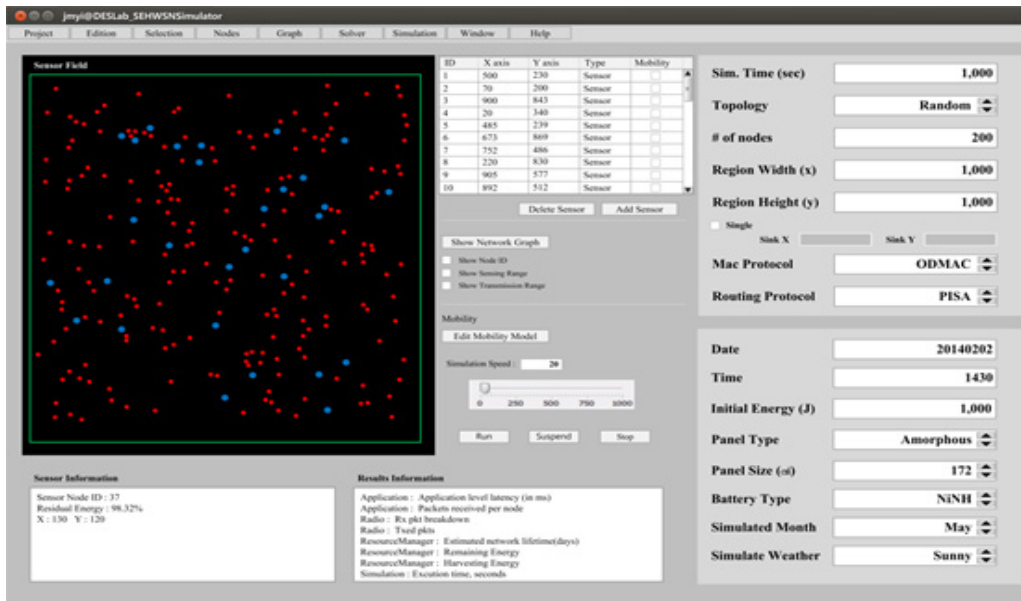 jmyi@DESLab_SEHWSNSimulator
Project Edition Selection Nodes Graph Solver Simulation Window Help
Sensor Field
ID X axis Y axis Type Mobility
1 500 230 Sensor
2 70 200 Sensor
3 900 843 Sensor
4 20 340 Sensor
5 485 239 Sensor
6 673 869 Sensor
7 752 486 Sensor
8 220 830 Sensor
9 905 577 Sensor
10 892 512 Sensor
Delete Sensor Add Sensor
Show Network Graph
Show Node ID
Show Sensing Range
Show Transmission Range
Mobility
Edit Mobility Model
Simulation Speed : 20
0 250 500 750 1000
Run Suspend Stop
Sim. Time (sec) 1,000
Topology Random
# of nodes 200
Region Width (x) 1,000
Region Height (y) 1,000
Single
Sink X Sink Y
Mac Protocol ODMAC
Routing Protocol PISA
Date 20140202
Time 1430
Initial Energy (J) 1,000
Panel Type Amorphous
Panel Size (㎠) 172
Battery Type NiNH
Simulated Month May
Simulate Weather Sunny
Sensor Information
Sensor Node ID : 37
Residual Energy : 98.32%
X : 130 Y : 120
Results Information
Application : Application level latency (in ms)
Application : Packets received per node
Radio : Rx pkt breakdown
Radio : Txed pkts
ResourceManager : Estimated network lifetime(days)
ResourceManager : Remaining Energy
ResourceManager : Harvesting Energy
Simulation : Excution time, seconds